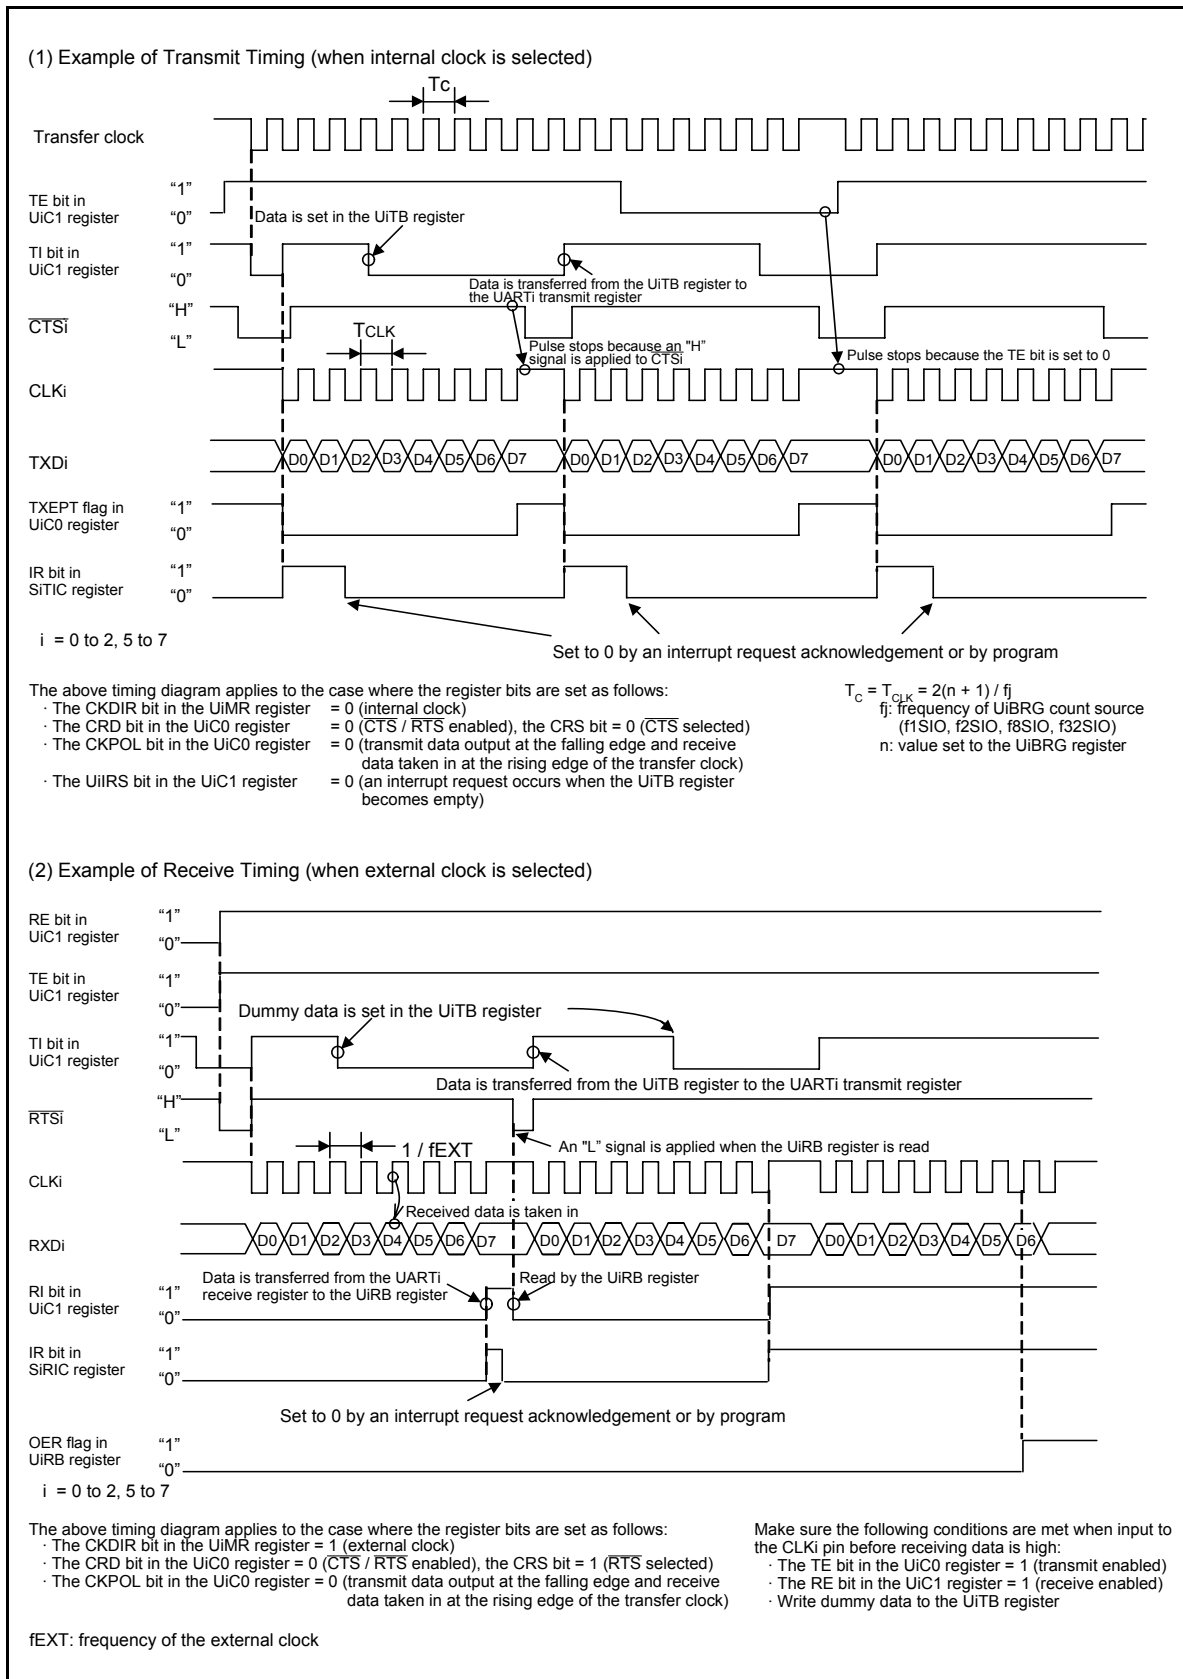 (1) Example of Transmit Timing (when internal clock is selected)
Tc
Transfer clock
TE bit in
UiC1 register
“1”
“0”
Data is set in the UiTB register
TI bit in
UiC1 register
“1”
“0”
Data is transferred from the UiTB register to
the UARTi transmit register
CTSi
“H”
“L”
TCLK
Pulse stops because an "H"
signal is applied to CTSi
Pulse stops because the TE bit is set to 0
CLKi
TXDi
D0 D1 D2 D3 D4 D5 D6 D7 D0 D1 D2 D3 D4 D5 D6 D7 D0 D1 D2 D3 D4 D5 D6 D7
TXEPT flag in
UiC0 register
“1”
“0”
IR bit in
SiTIC register
“1”
“0”
i = 0 to 2, 5 to 7
Set to 0 by an interrupt request acknowledgement or by program
The above timing diagram applies to the case where the register bits are set as follows:
· The CKDIR bit in the UiMR register = 0 (internal clock)
· The CRD bit in the UiC0 register = 0 (CTS / RTS enabled), the CRS bit = 0 (CTS selected)
· The CKPOL bit in the UiC0 register = 0 (transmit data output at the falling edge and receive
data taken in at the rising edge of the transfer clock)
· The UiIRS bit in the UiC1 register = 0 (an interrupt request occurs when the UiTB register
becomes empty)
TC = TCLK = 2(n + 1) / fj
fj: frequency of UiBRG count source
(f1SIO, f2SIO, f8SIO, f32SIO)
n: value set to the UiBRG register
(2) Example of Receive Timing (when external clock is selected)
RE bit in
UiC1 register
“1”
“0”
TE bit in
UiC1 register
“1”
“0”
Dummy data is set in the UiTB register
TI bit in
UiC1 register
“1”
“0”
Data is transferred from the UiTB register to the UARTi transmit register
RTSi
“H”
“L”
1 / fEXT
An "L” signal is applied when the UiRB register is read
CLKi
Received data is taken in
RXDi
D0 D1 D2 D3 D4 D5 D6 D7 D0 D1 D2 D3 D4 D5 D6 D7 D0 D1 D2 D3 D4 D5 D6
Data is transferred from the UARTi
receive register to the UiRB register
Read by the UiRB register
RI bit in
UiC1 register
“1”
“0”
IR bit in
SiRIC register
“1”
“0”
Set to 0 by an interrupt request acknowledgement or by program
OER flag in
UiRB register
“1”
“0”
i = 0 to 2, 5 to 7
The above timing diagram applies to the case where the register bits are set as follows:
· The CKDIR bit in the UiMR register = 1 (external clock)
· The CRD bit in the UiC0 register = 0 (CTS / RTS enabled), the CRS bit = 1 (RTS selected)
· The CKPOL bit in the UiC0 register = 0 (transmit data output at the falling edge and receive
data taken in at the rising edge of the transfer clock)
Make sure the following conditions are met when input to
the CLKi pin before receiving data is high:
· The TE bit in the UiC0 register = 1 (transmit enabled)
· The RE bit in the UiC1 register = 1 (receive enabled)
· Write dummy data to the UiTB register
fEXT: frequency of the external clock